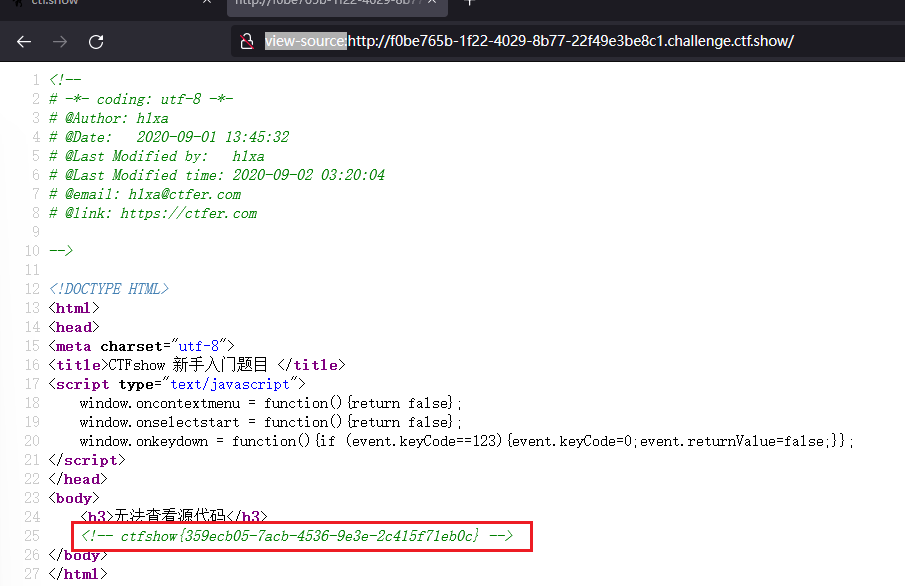 ctf.show
http://f0be765b-1f22-4029-8b7
view-source:http://f0be765b-1f22-4029-8b77-22f49e3be8c1.challenge.ctf.show/
1 <!--
2 # -*- coding: utf-8 -*-
3 # @Author: h1xa
4 # @Date:   2020-09-01 13:45:32
5 # @Last Modified by:   h1xa
6 # @Last Modified time: 2020-09-02 03:20:04
7 # @email: h1xa@ctfer.com
8 # @link: https://ctfer.com
9
10 -->
11
12 <!DOCTYPE HTML>
13 <html>
14 <head>
15 <meta charset="utf-8">
16 <title>CTFshow 新手入门题目 </title>
17 <script type="text/javascript">
18     window.oncontextmenu = function(){return false};
19     window.onselectstart = function(){return false};
20     window.onkeydown = function(){if (event.keyCode==123){event.keyCode=0;event.returnValue=false;}};
21 </script>
22 </head>
23 <body>
24     <h3>无法查看源代码</h3>
25     <!-- ctfshow{359ecb05-7acb-4536-9e3e-2c415f71eb0c} -->
26 </body>
27 </html>